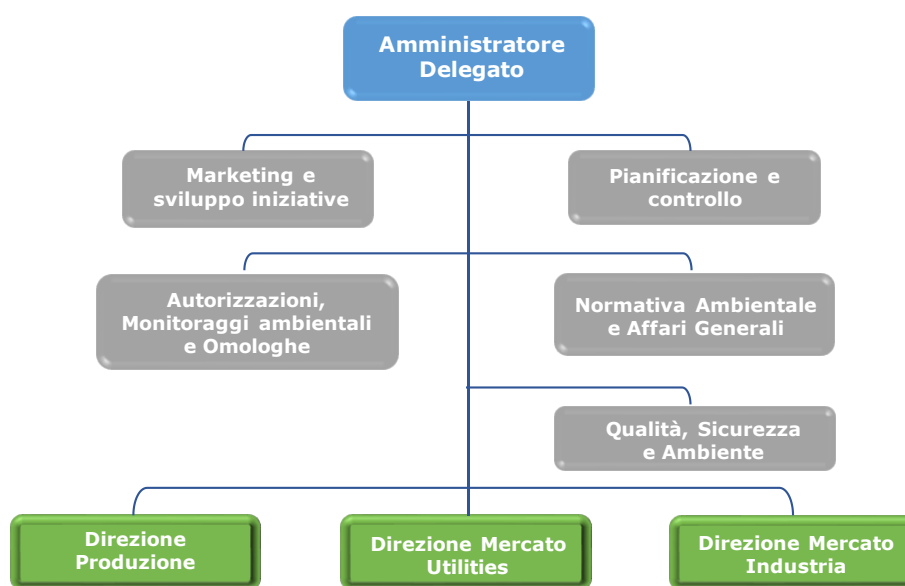 Amministratore
Delegato
Marketing e
sviluppo iniziative
Pianificazione e
controllo
Autorizzazioni,
Monitoraggi ambientali
e Omologhe
Normativa Ambientale
e Affari Generali
Qualità, Sicurezza
e Ambiente
Direzione
Produzione
Direzione Mercato
Utilities
Direzione Mercato
Industria